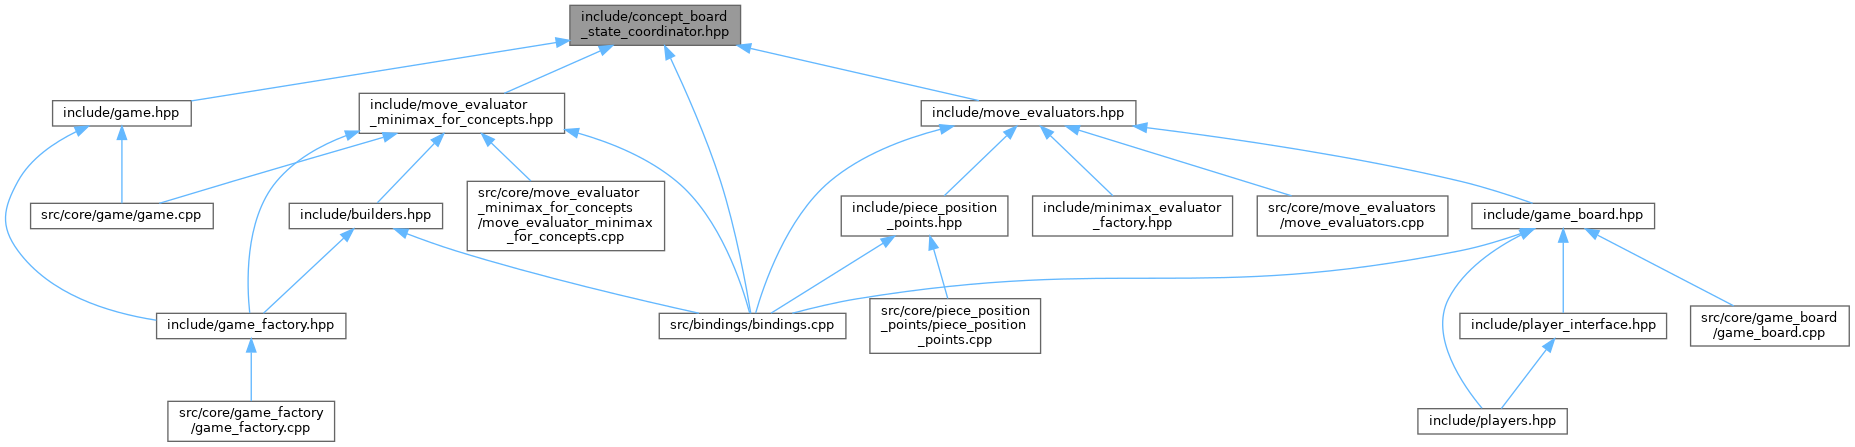 include/concept_board
_state_coordinator.hpp
include/game.hpp
include/move_evaluator
_minimax_for_concepts.hpp
include/move_evaluators.hpp
src/core/game/game.cpp
include/builders.hpp
src/core/move_evaluator
_minimax_for_concepts
/move_evaluator_minimax
_for_concepts.cpp
include/piece_position
_points.hpp
include/minimax_evaluator
_factory.hpp
src/core/move_evaluators
/move_evaluators.cpp
include/game_board.hpp
include/game_factory.hpp
src/bindings/bindings.cpp
src/core/piece_position
_points/piece_position
_points.cpp
include/player_interface.hpp
src/core/game_board
/game_board.cpp
src/core/game_factory
/game_factory.cpp
include/players.hpp